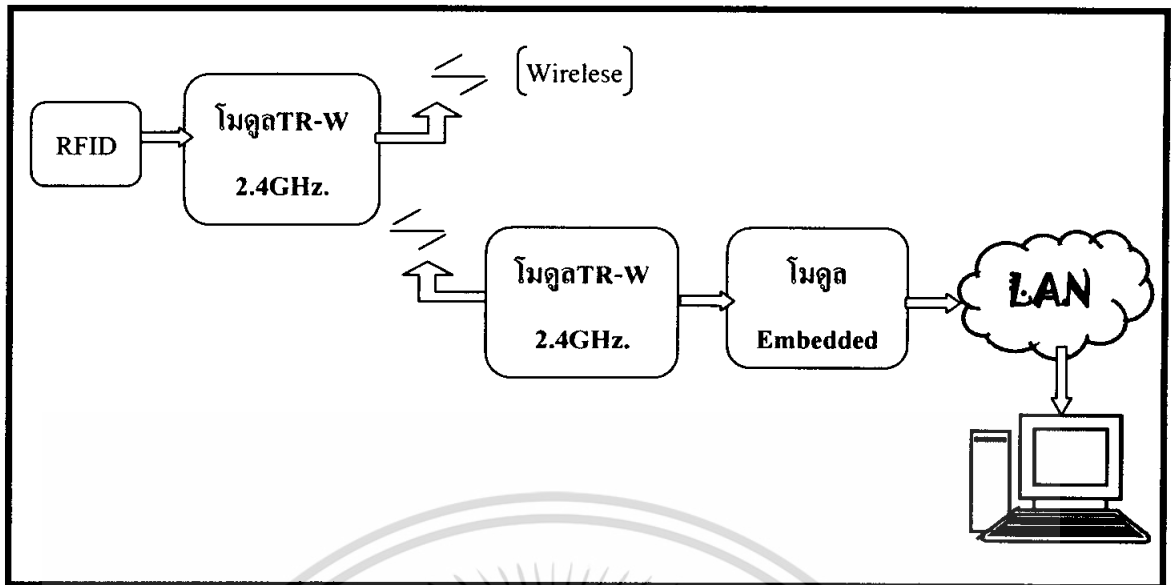 [Wirelese]
RFID
โมดูลTR-W
2.4GHz.
โมดูลTR-W
2.4GHz.
โมดูล
Embedded
LAN